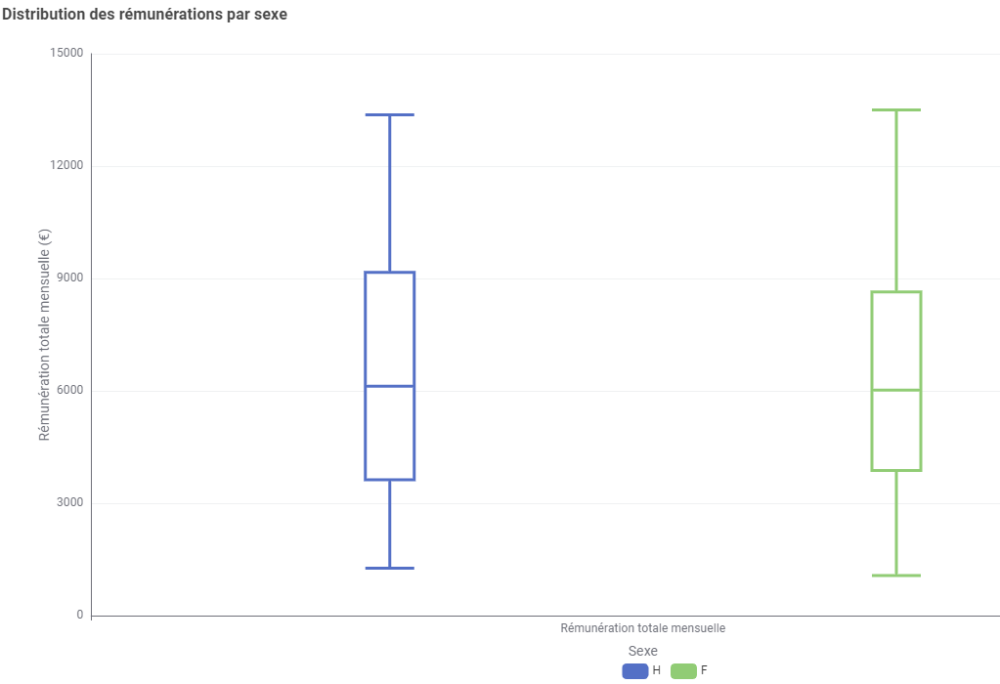 Distribution des rémunérations par sexe
15000
12000
9000
6000
3000
0
Rémunération totale mensuelle (€)
Rémunération totale mensuelle
Sexe
H F